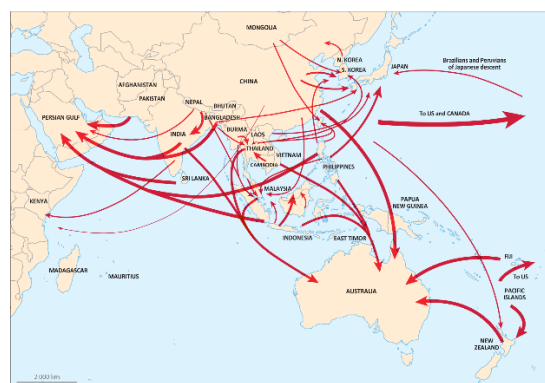 MONGOLIA
N. KOREA
S. KOREA
JAPAN
Brazilians and Peruvians
of Japanese descent
CHINA
AFGHANISTAN
PAKISTAN
NEPAL
BHUTAN
BANGLADESH
PERSIAN GULF
To US and CANADA
BURMA
LAOS
INDIA
THAILAND
VIETNAM
CAMBODIA
PHILIPPINES
SRI LANKA
MALAYSIA
KENYA
PAPUA
NEW GUINEA
INDONESIA
EAST TIMOR
MADAGASCAR
MAURITIUS
FIJI
To US
AUSTRALIA
PACIFIC
ISLANDS
NEW
ZEALAND
2 000 km